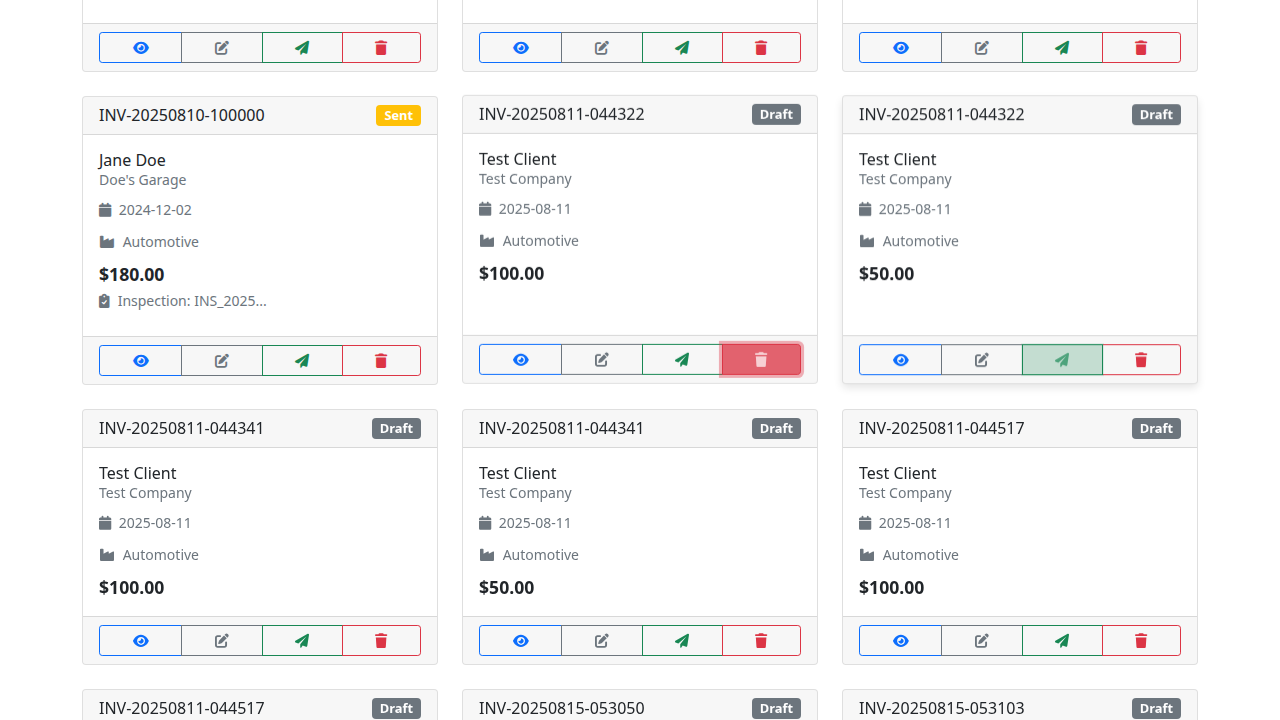 INV-20250810-100000 Sent
Jane Doe
Doe's Garage
2024-12-02
Automotive
$180.00
Inspection: INS_2025...
INV-20250811-044322 Draft
Test Client
Test Company
2025-08-11
Automotive
$100.00
INV-20250811-044322 Draft
Test Client
Test Company
2025-08-11
Automotive
$50.00
INV-20250811-044341 Draft
Test Client
Test Company
2025-08-11
Automotive
$100.00
INV-20250811-044341 Draft
Test Client
Test Company
2025-08-11
Automotive
$50.00
INV-20250811-044517 Draft
Test Client
Test Company
2025-08-11
Automotive
$100.00
INV-20250811-044517 Draft
INV-20250815-053050 Draft
INV-20250815-053103 Draft